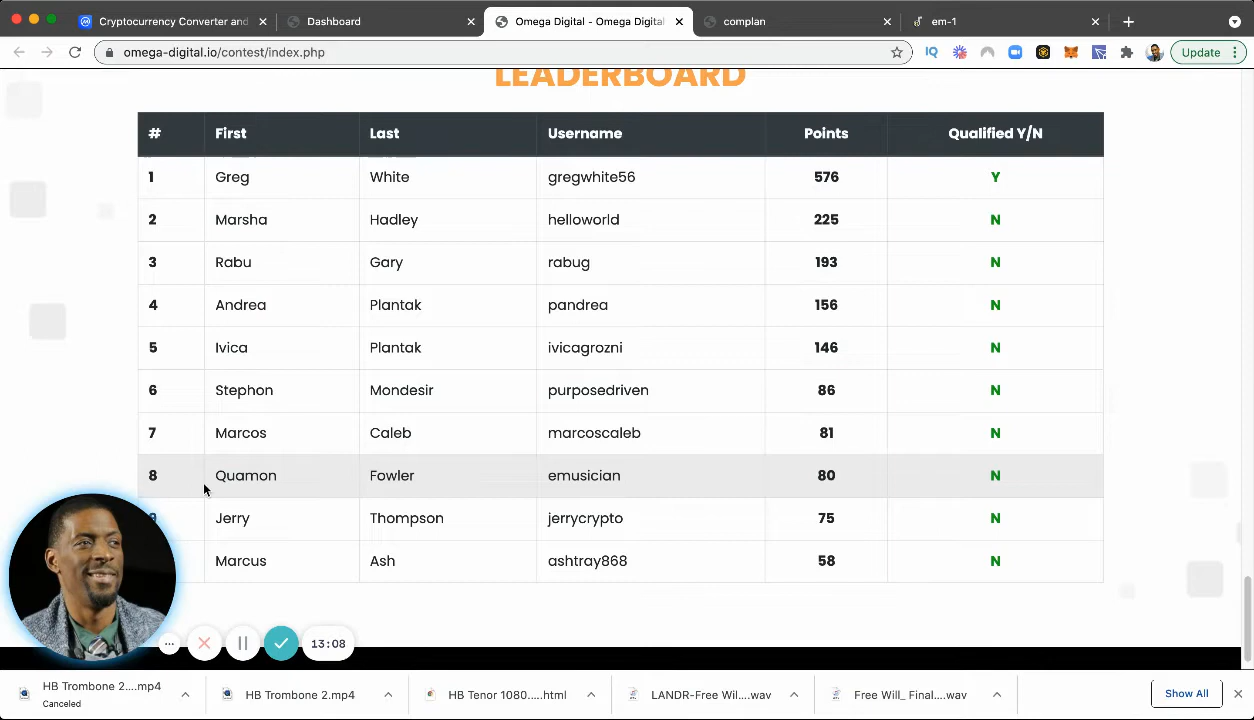 Cryptocurrency Converter and
Dashboard
Omega Digital - Omega Digital
complan
em-1
omega-digital.io/contest/index.php
IQ
Update
LEADERBOARD
# First Last Username Points Qualified Y/N
1 Greg White gregwhite56 576 Y
2 Marsha Hadley helloworld 225 N
3 Rabu Gary rabug 193 N
4 Andrea Plantak pandrea 156 N
5 Ivica Plantak ivicagrozni 146 N
6 Stephon Mondesir purposedriven 86 N
7 Marcos Caleb marcoscaleb 81 N
8 Quamon Fowler emusician 80 N
9 Jerry Thompson jerrycrypto 75 N
Marcus Ash ashtray868 58 N
13:08
HB Trombone 2....mp4
Canceled
HB Trombone 2.mp4
HB Tenor 1080....html
LANDR-Free Wil....wav
Free Will_ Final....wav
Show All